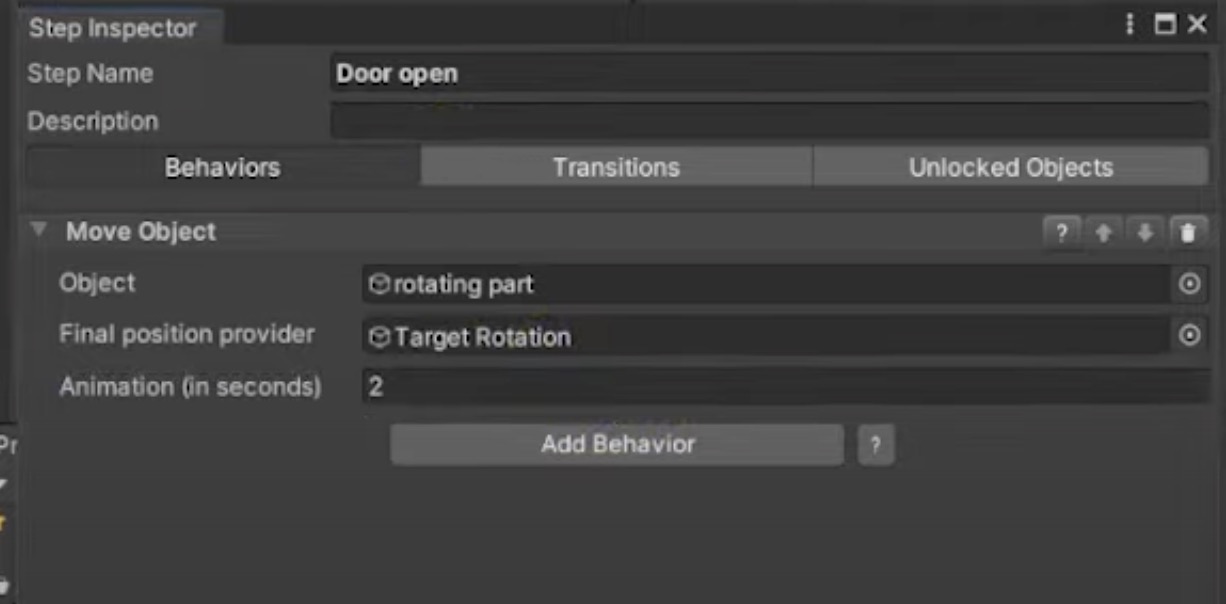 Step Inspector
Step Name Door open
Description
Behaviors Transitions Unlocked Objects
Move Object ?
Object rotating part
Final position provider Target Rotation
Animation (in seconds) 2
Pr
Add Behavior ?